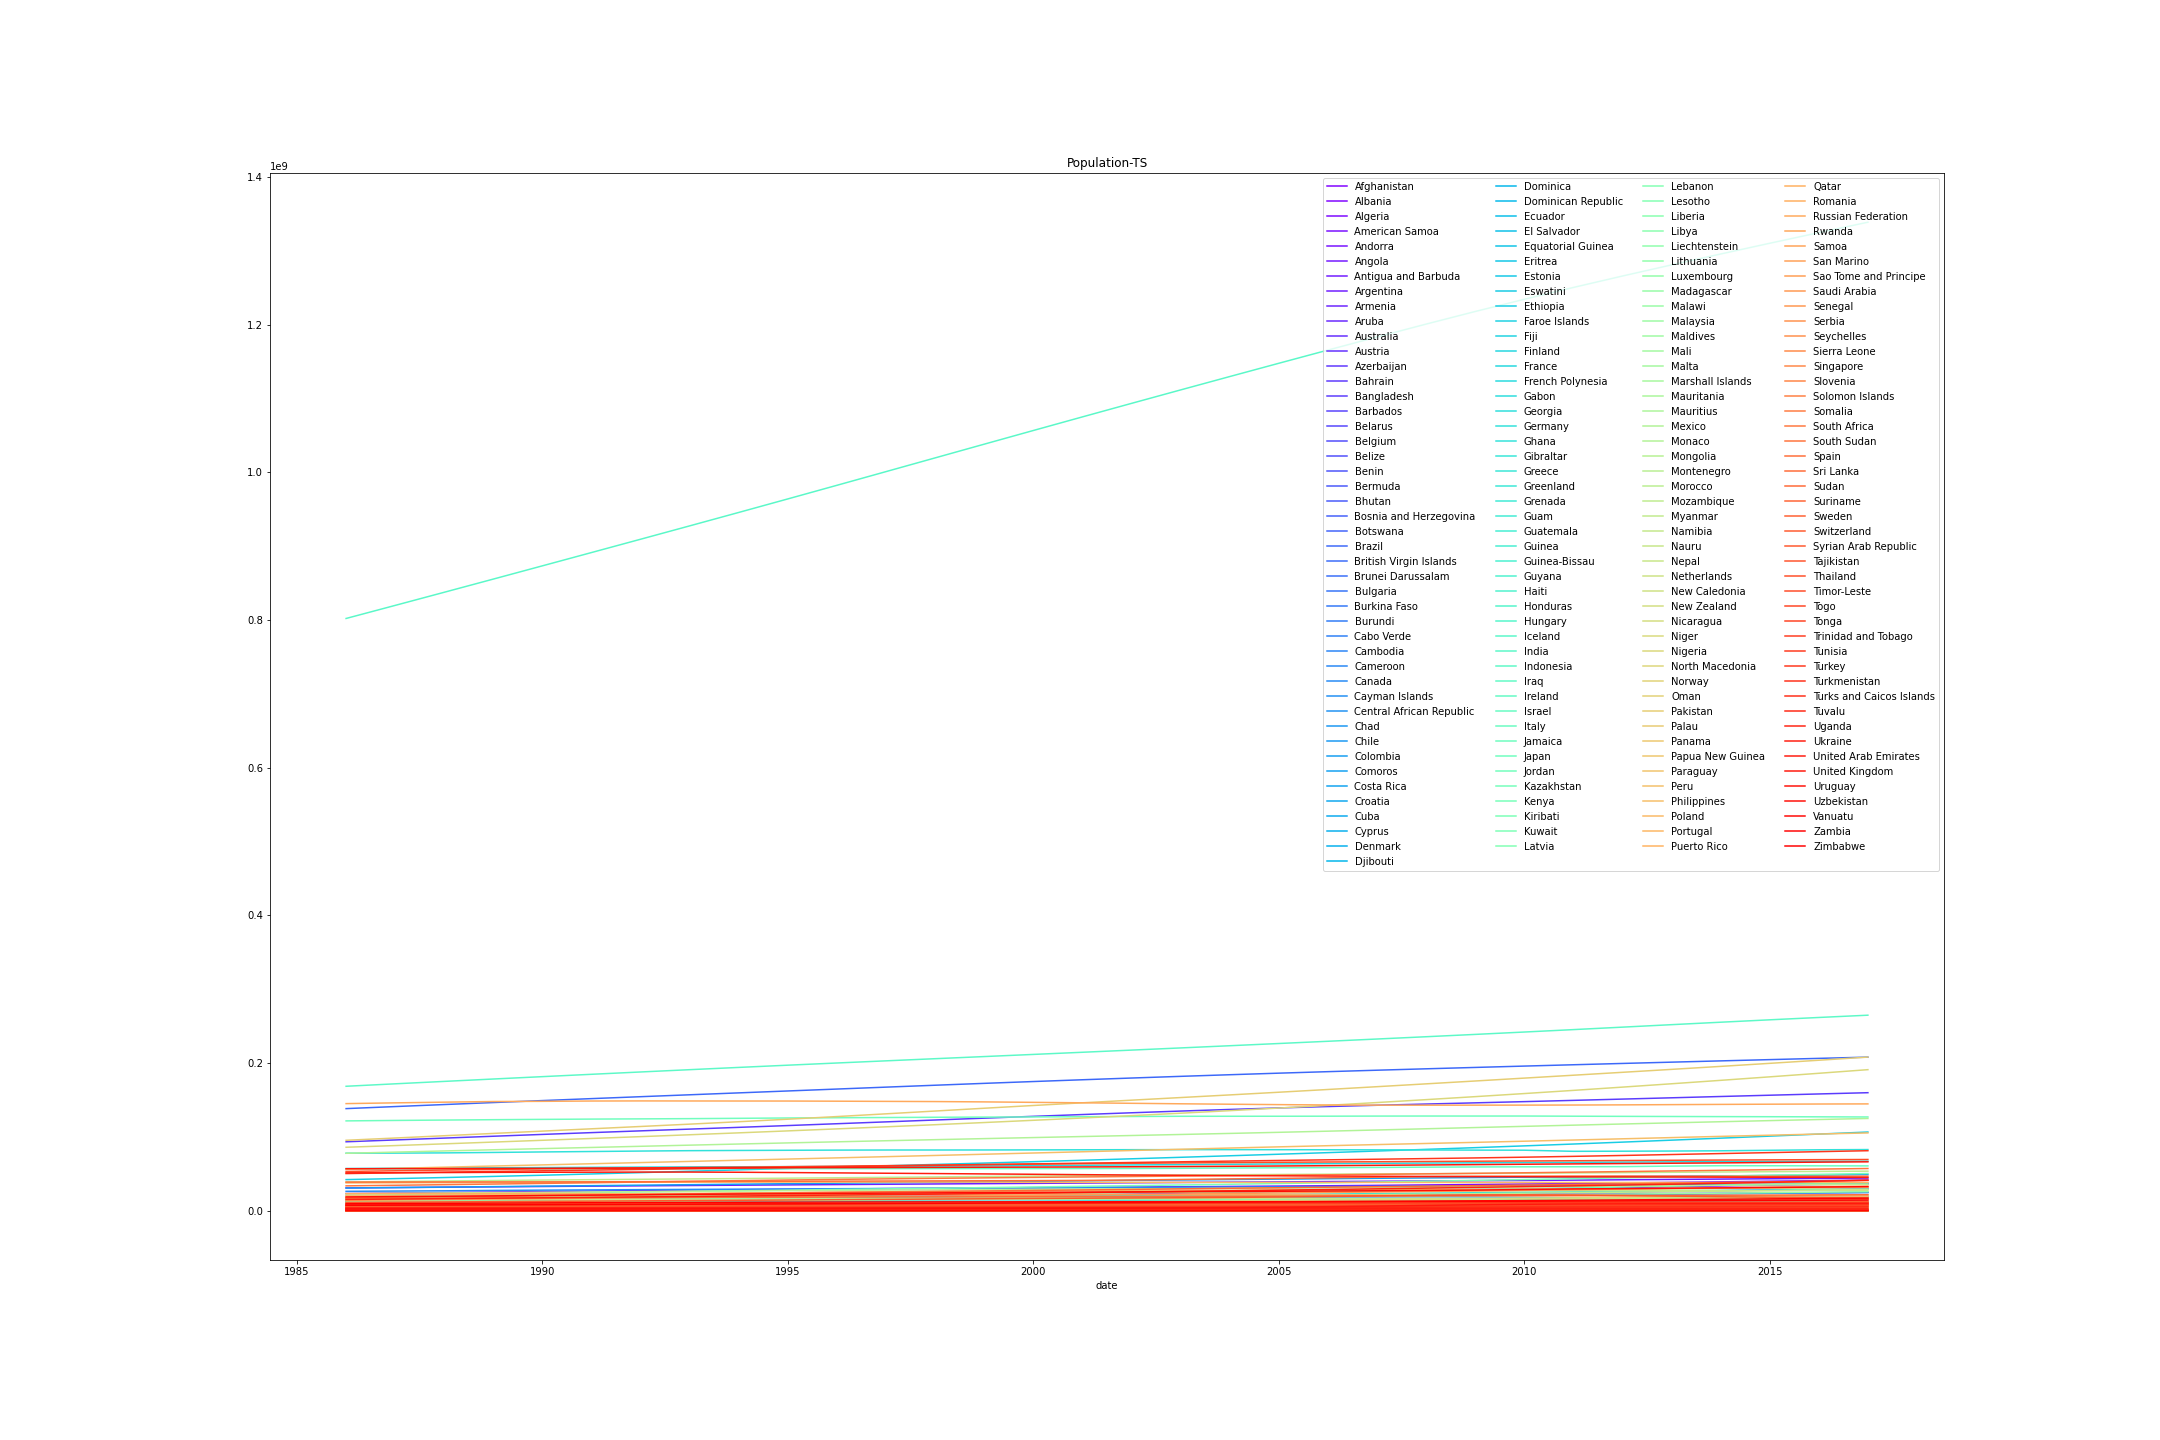 Population-TS
1e9
1.4
1.2
1.0
0.8
0.6
0.4
0.2
0.0
1985
1990
1995
2000
2005
2010
2015
date
Afghanistan
Albania
Algeria
American Samoa
Andorra
Angola
Antigua and Barbuda
Argentina
Armenia
Aruba
Australia
Austria
Azerbaijan
Bahrain
Bangladesh
Barbados
Belarus
Belgium
Belize
Benin
Bermuda
Bhutan
Bosnia and Herzegovina
Botswana
Brazil
British Virgin Islands
Brunei Darussalam
Bulgaria
Burkina Faso
Burundi
Cabo Verde
Cambodia
Cameroon
Canada
Cayman Islands
Central African Republic
Chad
Chile
Colombia
Comoros
Costa Rica
Croatia
Cuba
Cyprus
Denmark
Djibouti
Dominica
Dominican Republic
Ecuador
El Salvador
Equatorial Guinea
Eritrea
Estonia
Eswatini
Ethiopia
Faroe Islands
Fiji
Finland
France
French Polynesia
Gabon
Georgia
Germany
Ghana
Gibraltar
Greece
Greenland
Grenada
Guam
Guatemala
Guinea
Guinea-Bissau
Guyana
Haiti
Honduras
Hungary
Iceland
India
Indonesia
Iraq
Ireland
Israel
Italy
Jamaica
Japan
Jordan
Kazakhstan
Kenya
Kiribati
Kuwait
Latvia
Lebanon
Lesotho
Liberia
Libya
Liechtenstein
Lithuania
Luxembourg
Madagascar
Malawi
Malaysia
Maldives
Mali
Malta
Marshall Islands
Mauritania
Mauritius
Mexico
Monaco
Mongolia
Montenegro
Morocco
Mozambique
Myanmar
Namibia
Nauru
Nepal
Netherlands
New Caledonia
New Zealand
Nicaragua
Niger
Nigeria
North Macedonia
Norway
Oman
Pakistan
Palau
Panama
Papua New Guinea
Paraguay
Peru
Philippines
Poland
Portugal
Puerto Rico
Qatar
Romania
Russian Federation
Rwanda
Samoa
San Marino
Sao Tome and Principe
Saudi Arabia
Senegal
Serbia
Seychelles
Sierra Leone
Singapore
Slovenia
Solomon Islands
Somalia
South Africa
South Sudan
Spain
Sri Lanka
Sudan
Suriname
Sweden
Switzerland
Syrian Arab Republic
Tajikistan
Thailand
Timor-Leste
Togo
Tonga
Trinidad and Tobago
Tunisia
Turkey
Turkmenistan
Turks and Caicos Islands
Tuvalu
Uganda
Ukraine
United Arab Emirates
United Kingdom
Uruguay
Uzbekistan
Vanuatu
Zambia
Zimbabwe